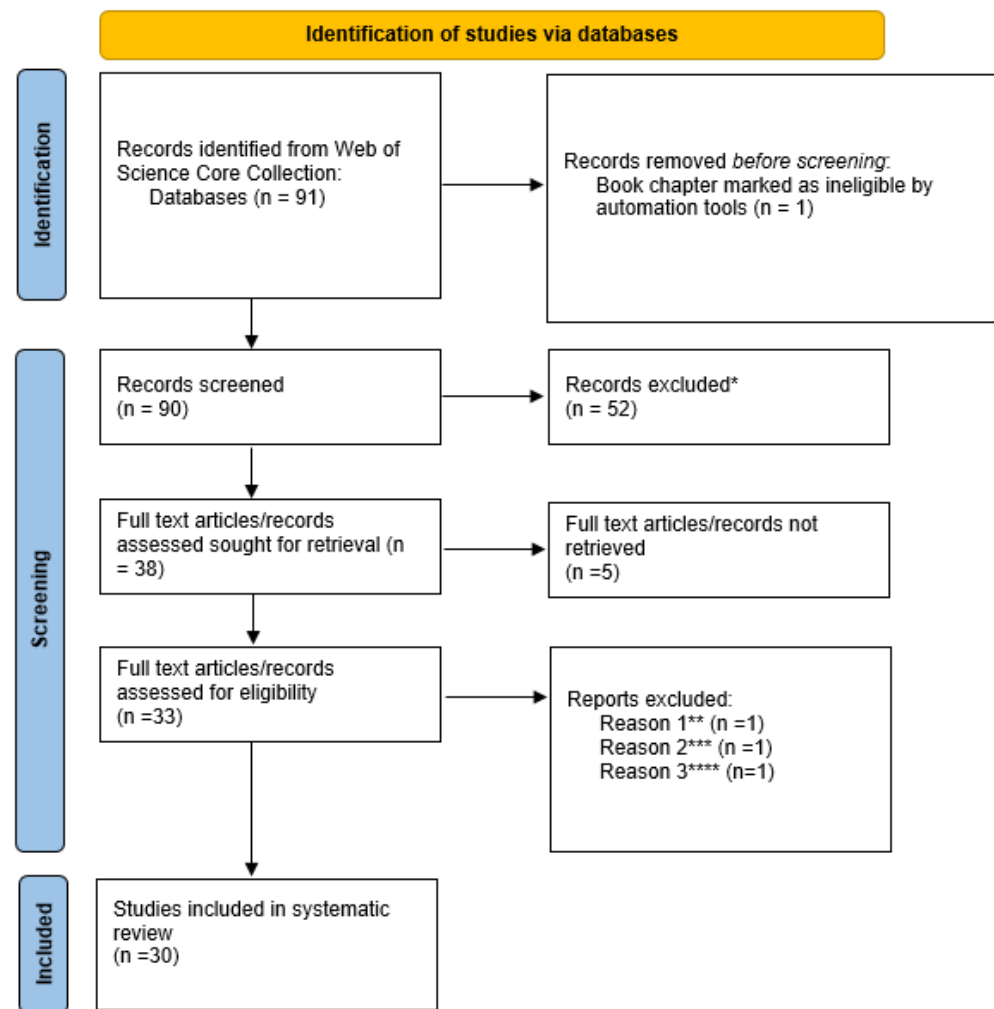 Identification of studies via databases
Identification
Records identified from Web of
Science Core Collection:
Databases (n = 91)
Records removed before screening:
Book chapter marked as ineligible by
automation tools (n = 1)
Screening
Records screened
(n = 90)
Records excluded*
(n = 52)
Full text articles/records
assessed sought for retrieval (n
= 38)
Full text articles/records not
retrieved
(n =5)
Full text articles/records
assessed for eligibility
(n =33)
Reports excluded:
Reason 1** (n =1)
Reason 2*** (n =1)
Reason 3**** (n=1)
Included
Studies included in systematic
review
(n =30)